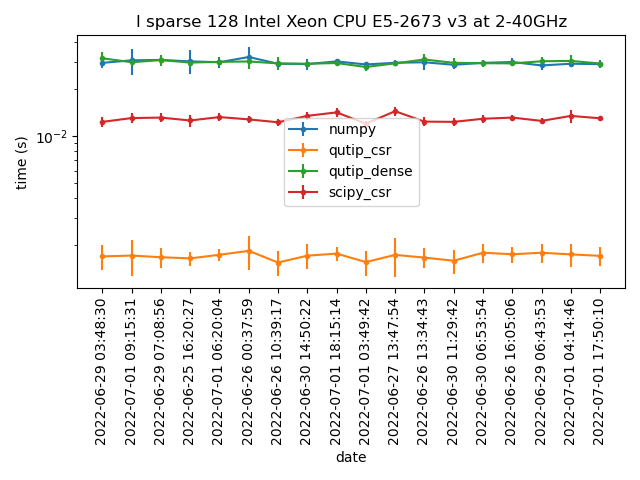 l sparse 128 Intel Xeon CPU E5-2673 v3 at 2-40GHz
time (s)
10⁻²
numpy
qutip_csr
qutip_dense
scipy_csr
2022-06-29 03:48:30
2022-07-01 09:15:31
2022-06-29 07:08:56
2022-06-25 16:20:27
2022-07-01 06:20:04
2022-06-26 00:37:59
2022-06-26 10:39:17
2022-06-30 14:50:22
2022-07-01 18:15:14
2022-07-01 03:49:42
2022-06-27 13:47:54
2022-06-26 13:34:43
2022-06-30 11:29:42
2022-06-30 06:53:54
2022-06-26 16:05:06
2022-06-29 06:43:53
2022-07-01 04:14:46
2022-07-01 17:50:10
date